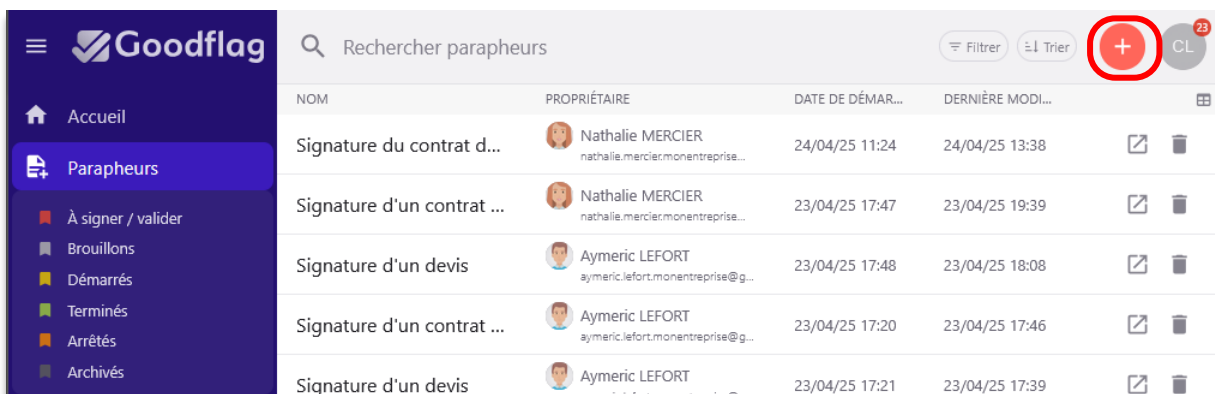 Goodflag
Rechercher parapheurs
Filtrer
Trier
+
CL
23
Accueil
Parapheurs
À signer / valider
Brouillons
Démarrés
Terminés
Arrêtés
Archivés
NOM PROPRIÉTAIRE DATE DE DÉMAR... DERNIÈRE MODI...
Signature du contrat d... Nathalie MERCIER 24/04/25 11:24 24/04/25 13:38
nathalie.mercier.monentreprise...
Signature d'un contrat ... Nathalie MERCIER 23/04/25 17:47 23/04/25 19:39
nathalie.mercier.monentreprise...
Signature d'un devis Aymeric LEFORT 23/04/25 17:48 23/04/25 18:08
aymeric.lefort.monentreprise@g...
Signature d'un contrat ... Aymeric LEFORT 23/04/25 17:20 23/04/25 17:46
aymeric.lefort.monentreprise@g...
Signature d'un devis Aymeric LEFORT 23/04/25 17:21 23/04/25 17:39